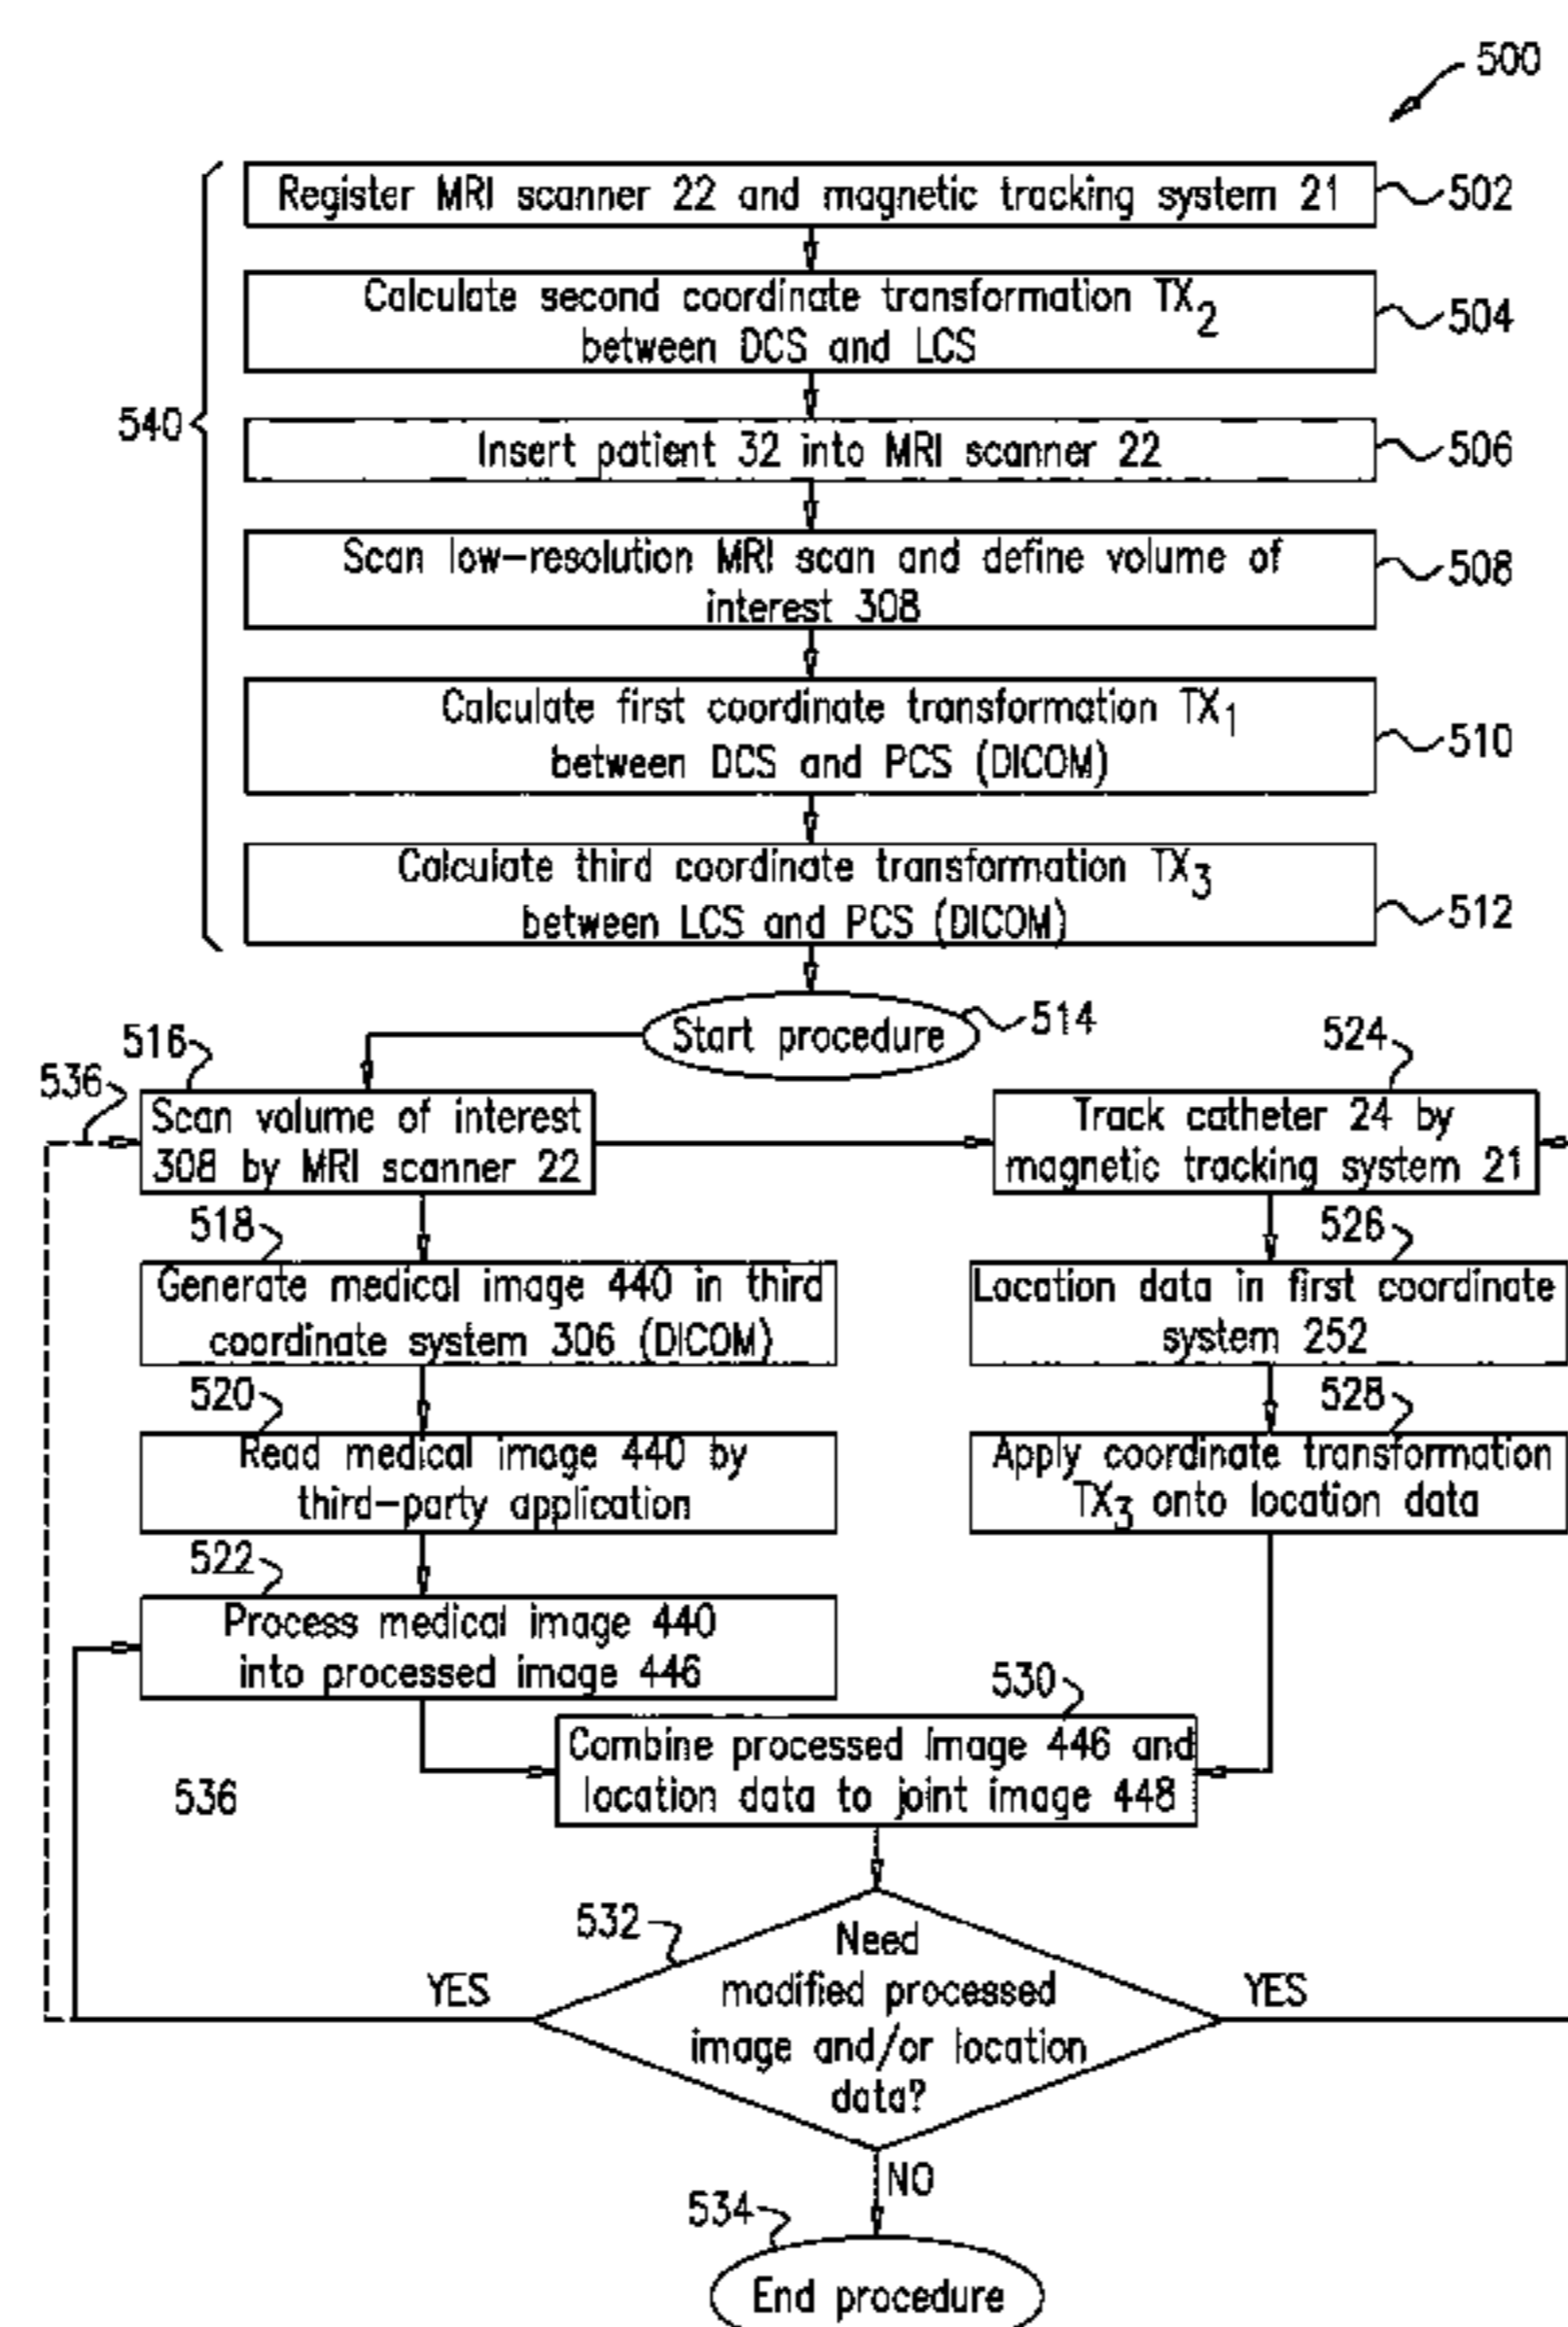 500
Register MRI scanner 22 and magnetic tracking system 21
502
Calculate second coordinate transformation TX2
between DCS and LCS
504
540
Insert patient 32 into MRI scanner 22
506
Scan low-resolution MRI scan and define volume of
interest 308
508
Calculate first coordinate transformation TX1
between DCS and PCS (DICOM)
510
Calculate third coordinate transformation TX3
between LCS and PCS (DICOM)
512
Start procedure
514
516
536
Scan volume of interest
308 by MRI scanner 22
524
Track catheter 24 by
magnetic tracking system 21
518
Generate medical image 440 in third
coordinate system 306 (DICOM)
526
Location data in first coordinate
system 252
520
Read medical image 440 by
third-party application
528
Apply coordinate transformation
TX3 onto location data
522
Process medical image 440
into processed image 446
530
Combine processed image 446 and
location data to joint image 448
536
532
Need
modified processed
image and/or location
data?
YES
YES
NO
534
End procedure